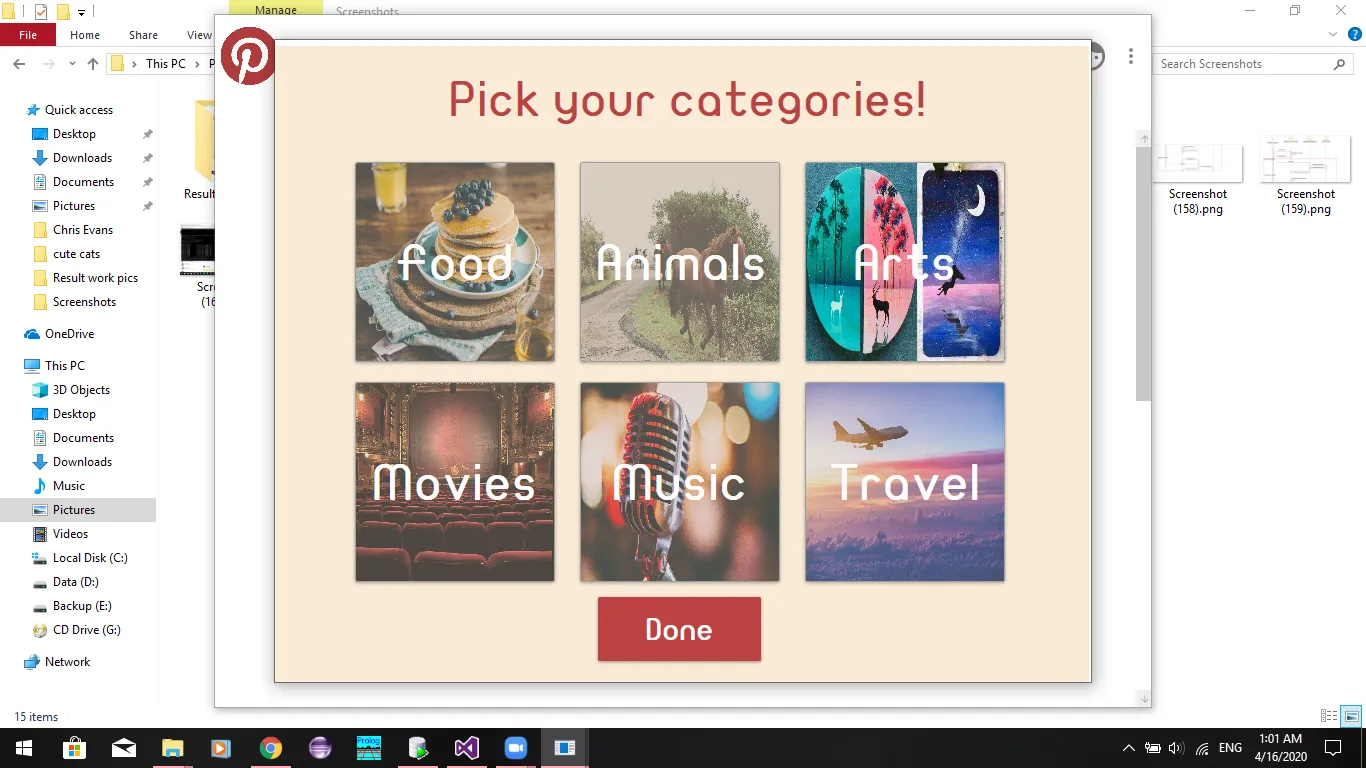 Manage
Screenshots
File
Home
Share
View
This PC
P
Search Screenshots
Quick access
Desktop
Downloads
Documents
Pictures
Chris Evans
cute cats
Result work pics
Screenshots
OneDrive
This PC
3D Objects
Desktop
Documents
Downloads
Music
Pictures
Videos
Local Disk (C:)
Data (D:)
Backup (E:)
CD Drive (G:)
Network
Result
Scre
(16
Pick your categories!
Food
Animals
Arts
Movies
Music
Travel
Done
Screenshot
(158).png
Screenshot
(159).png
15 items
Prolog
ENG
1:01 AM
4/16/2020